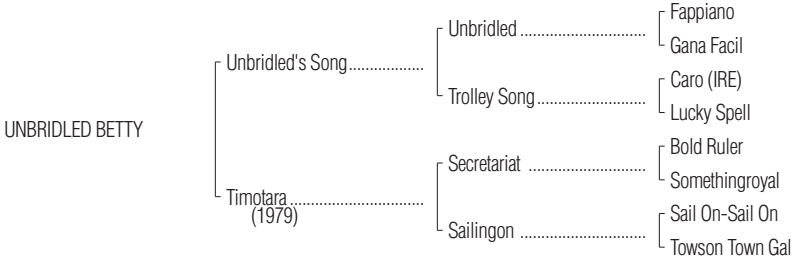 Fappiano
Unbridled ..............................
Gana Facil
Unbridled's Song..................
Caro (IRE)
Trolley Song..........................
Lucky Spell
UNBRIDLED BETTY
Bold Ruler
Secretariat ............................
Somethingroyal
Timotara ................................
(1979)
Sail On-Sail On
Sailingon ..............................
Towson Town Gal